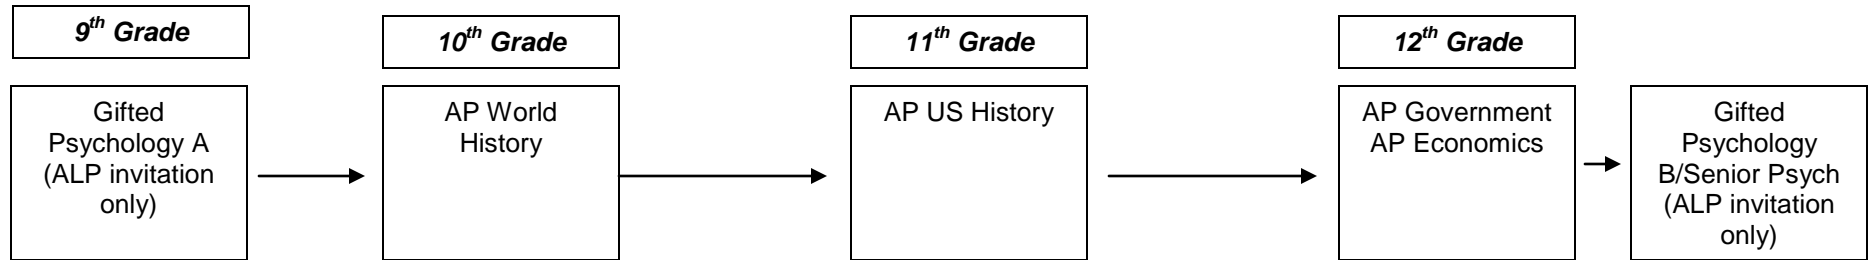 9th Grade
10th Grade
11th Grade
12th Grade
Gifted
Psychology A
(ALP invitation
only)
AP World
History
AP US History
AP Government
AP Economics
Gifted
Psychology
B/Senior Psych
(ALP invitation
only)